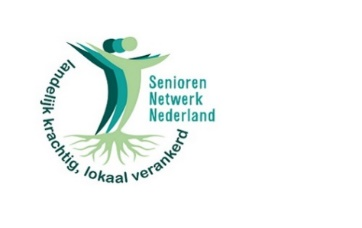 Senioren
Netwerk
Nederland
landelijk krachtig, lokaal verankerd